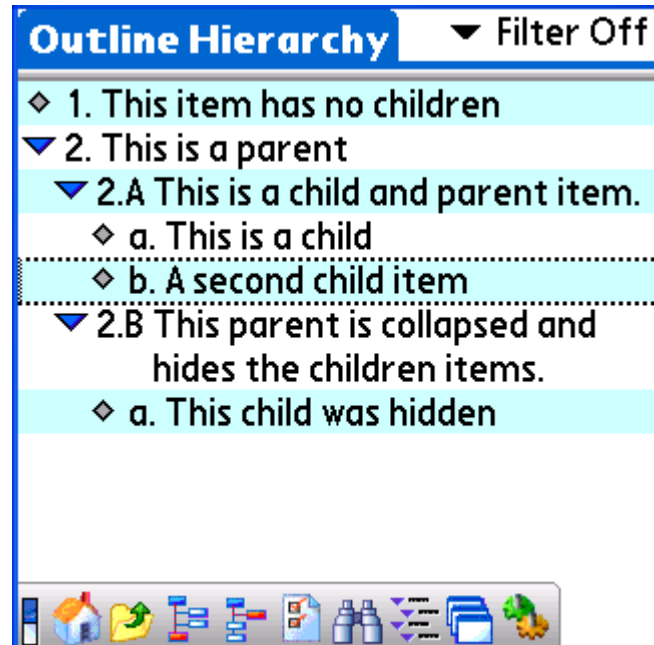 Outline Hierarchy
Filter Off
1. This item has no children
2. This is a parent
2.A This is a child and parent item.
a. This is a child
b. A second child item
2.B This parent is collapsed and
hides the children items.
a. This child was hidden